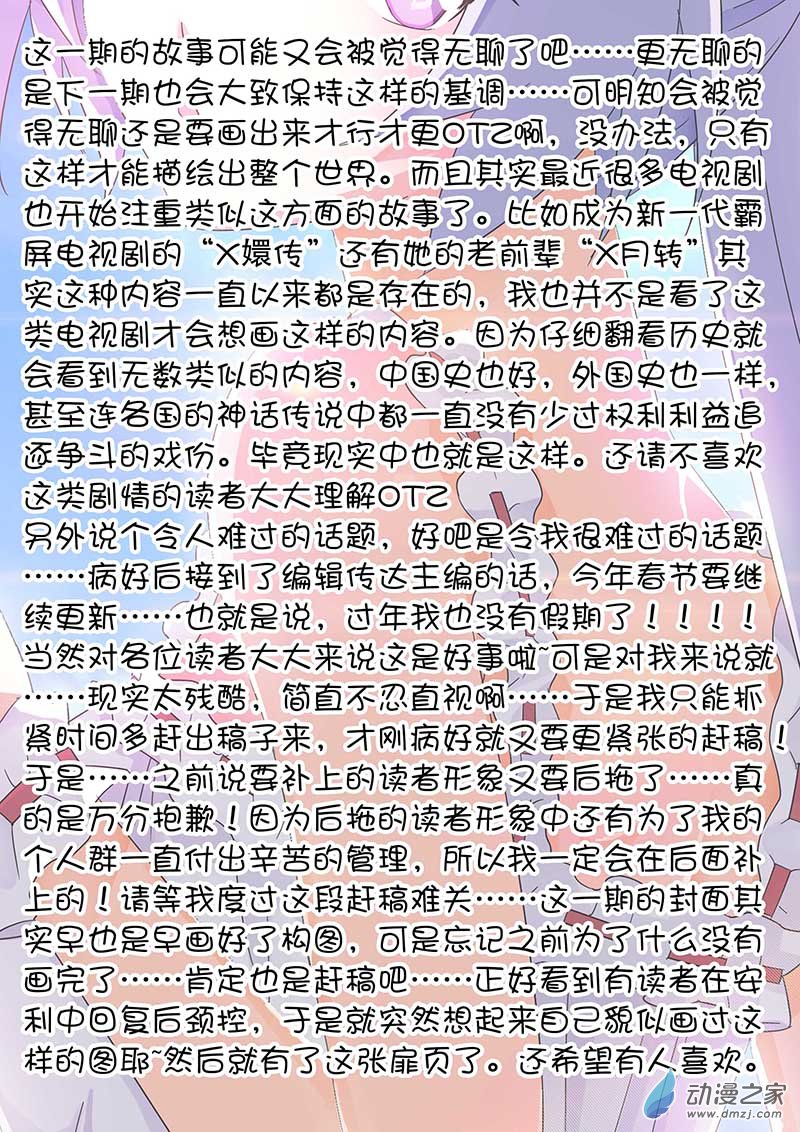 这一期的故事可能又会被觉得无聊了吧……更无聊的
是下一期也会大致保持这样的基调……可明知会被觉
得无聊还是要画出来才行才更OTZ啊，没办法，只有
这样才能描绘出整个世界。而且其实最近很多电视剧
也开始注重类似这方面的故事了。比如成为新一代霸
屏电视剧的“X嬛传”还有她的老前辈“X月转”其
实这种内容一直以来都是存在的，我也并不是看了这
类电视剧才会想画这样的内容。因为仔细翻看历史就
会看到无数类似的内容，中国史也好，外国史也一样，
甚至连各国的神话传说中都一直没有少过权利利益追
逐争斗的戏份。毕竟现实中也就是这样。还请不喜欢
这类剧情的读者大大理解OTZ
另外说个令人难过的话题，好吧是令我很难过的话题
……病好后接到了编辑传达主编的话，今年春节要继
续更新……也就是说，过年我也没有假期了！！！！
当然对各位读者大大来说这是好事啦~可是对我来说就
……现实太残酷，简直不忍直视啊……于是我只能抓
紧时间多赶出稿子来，才刚病好就又要更紧张的赶稿！
于是……之前说要补上的读者形象又要后拖了……真
的是万分抱歉！因为后拖的读者形象中还有为了我的
个人群一直付出辛苦的管理，所以我一定会在后面补
上的！请等我度过这段赶稿难关……这一期的封面其
实早也是早画好了构图，可是忘记之前为了什么没有
画完了……肯定也是赶稿吧……正好看到有读者在安
利中回复后颈控，于是就突然想起来自己貌似画过这
样的图耶~然后就有了这张扉页了。还希望有人喜欢。
动漫之家
www.dmzj.com